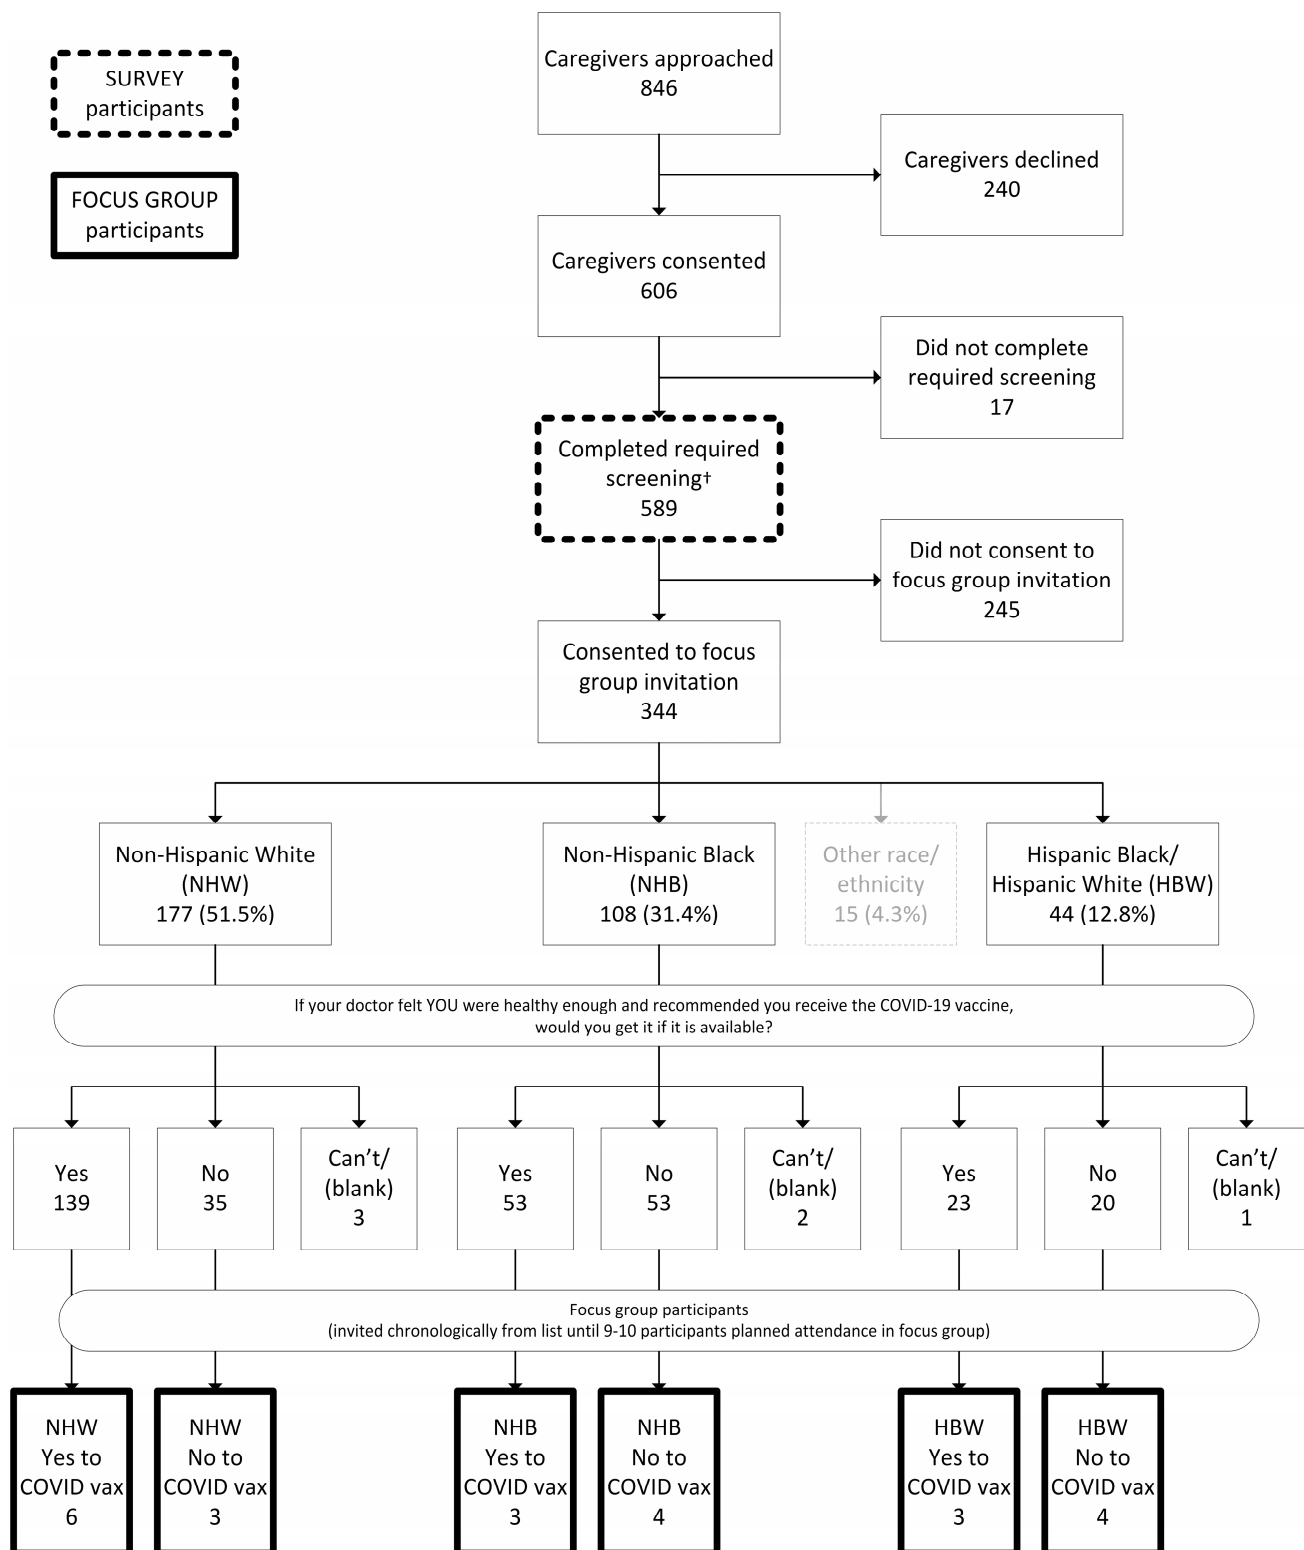 SURVEY
participants
FOCUS GROUP
participants
Caregivers approached
846
Caregivers declined
240
Caregivers consented
606
Did not complete
required screening
17
Completed required
screening†
589
Did not consent to
focus group invitation
245
Consented to focus
group invitation
344
Non-Hispanic White
(NHW)
177 (51.5%)
Non-Hispanic Black
(NHB)
108 (31.4%)
Other race/
ethnicity
15 (4.3%)
Hispanic Black/
Hispanic White (HBW)
44 (12.8%)
If your doctor felt YOU were healthy enough and recommended you receive the COVID-19 vaccine,
would you get it if it is available?
Yes
139
No
35
Can't/
(blank)
3
Yes
53
No
53
Can't/
(blank)
2
Yes
23
No
20
Can't/
(blank)
1
Focus group participants
(invited chronologically from list until 9-10 participants planned attendance in focus group)
NHW
Yes to
COVID vax
6
NHW
No to
COVID vax
3
NHB
Yes to
COVID vax
3
NHB
No to
COVID vax
4
HBW
Yes to
COVID vax
3
HBW
No to
COVID vax
4